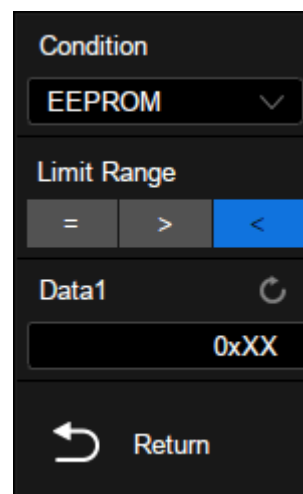 Condition
EEPROM
Limit Range
= > <
Data1
0xXX
Return